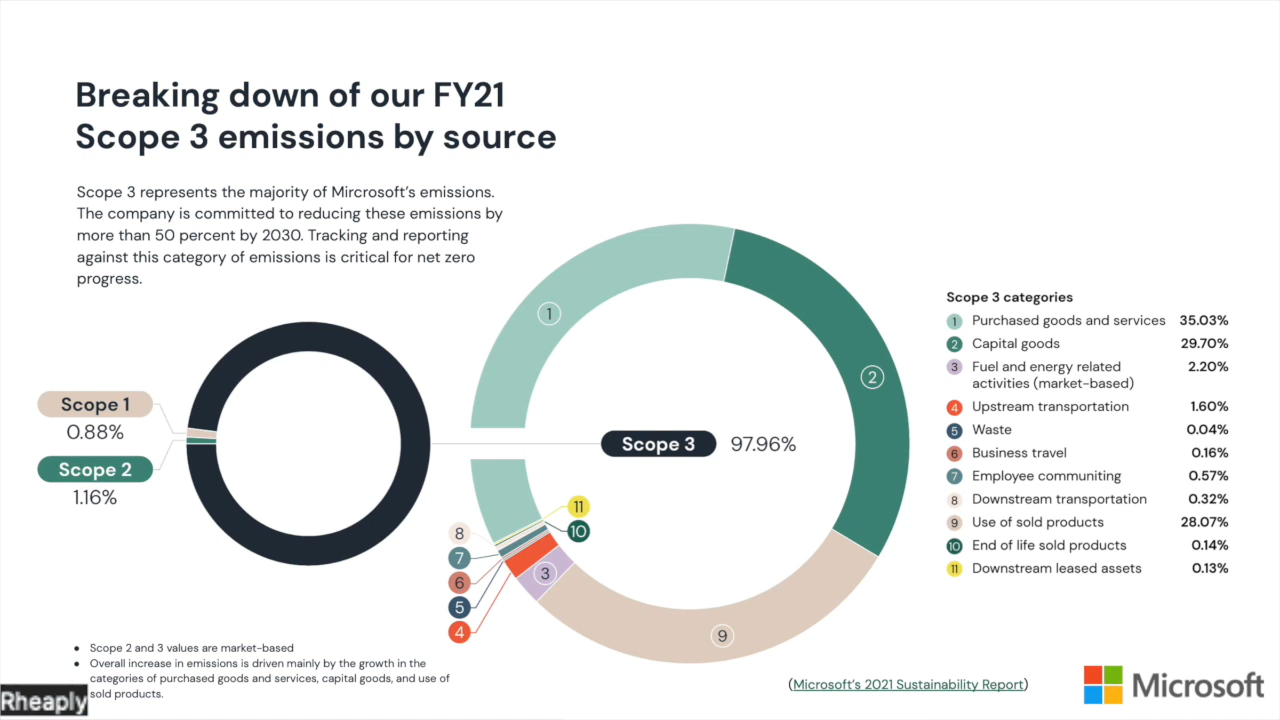 Breaking down of our FY21
Scope 3 emissions by source
Scope 3 represents the majority of Mircrosoft's emissions.
The company is committed to reducing these emissions by
more than 50 percent by 2030. Tracking and reporting
against this category of emissions is critical for net zero
progress.
Scope 1
0.88%
Scope 2
1.16%
Scope 3 97.96%
1
2
3
4
5
6
7
8
9
10
11
Scope 3 categories
1 Purchased goods and services 35.03%
2 Capital goods 29.70%
3 Fuel and energy related 2.20%
activities (market-based)
4 Upstream transportation 1.60%
5 Waste 0.04%
6 Business travel 0.16%
7 Employee communiting 0.57%
8 Downstream transportation 0.32%
9 Use of sold products 28.07%
10 End of life sold products 0.14%
11 Downstream leased assets 0.13%
• Scope 2 and 3 values are market-based
• Overall increase in emissions is driven mainly by the growth in the
categories of purchased goods and services, capital goods, and use of
sold products.
Rheaply
(Microsoft's 2021 Sustainability Report)
Microsoft